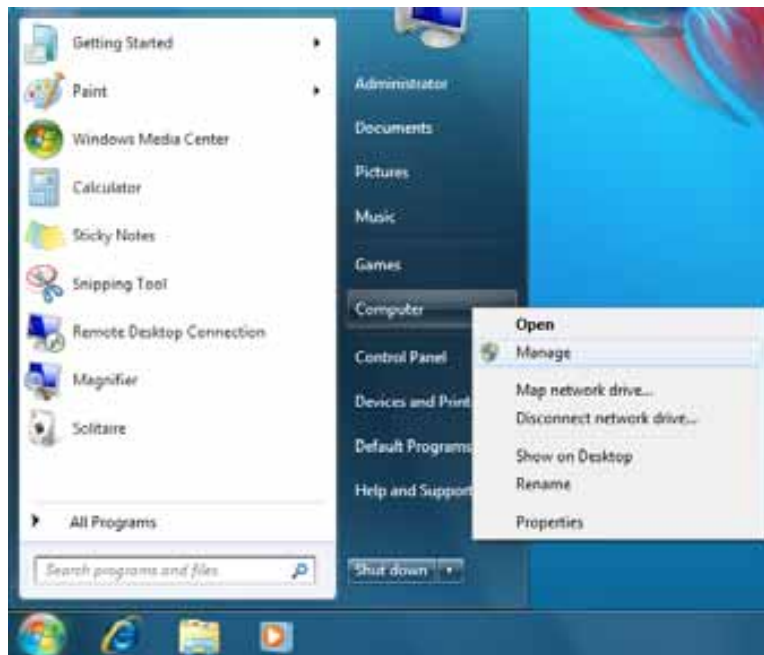 Getting Started
Paint
Windows Media Center
Calculator
Sticky Notes
Snipping Tool
Remote Desktop Connection
Magnifier
Solitaire
All Programs
Search programs and files
Administrator
Documents
Pictures
Music
Games
Computer
Control Panel
Devices and Print
Default Programs
Help and Support
Shut down
Open
Manage
Map network drive...
Disconnect network drive...
Show on Desktop
Rename
Properties